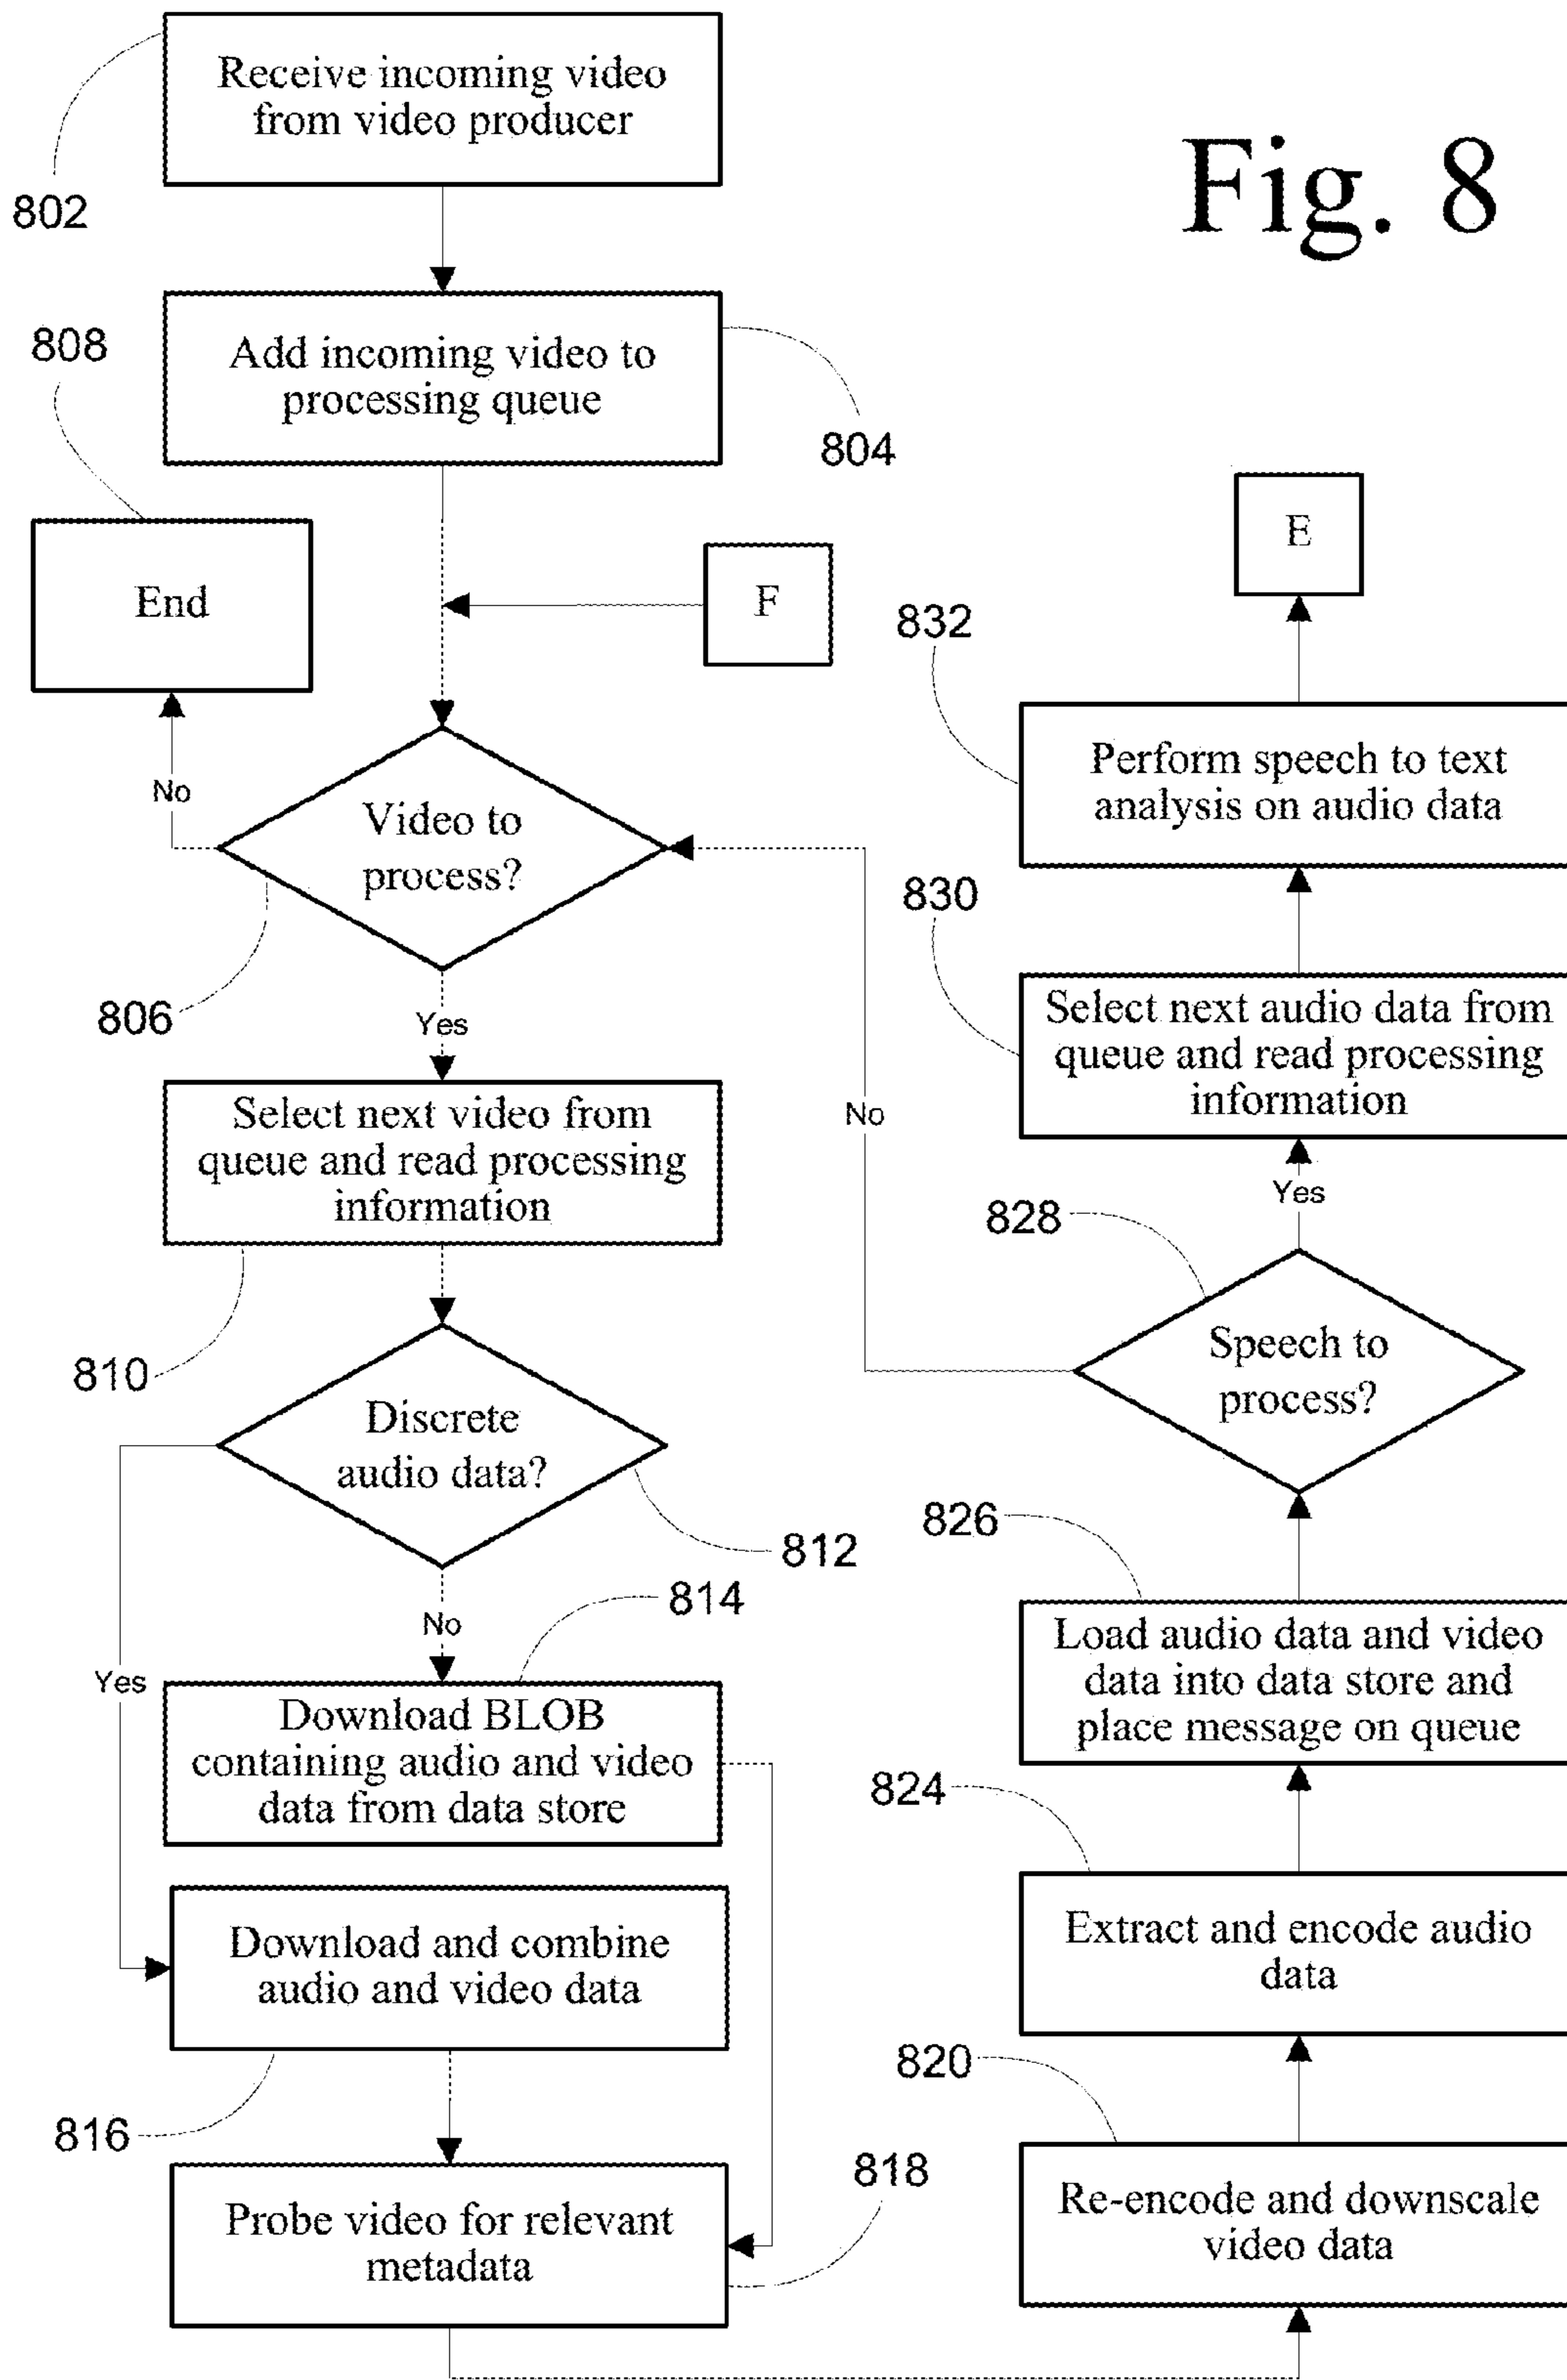 Fig. 8
Receive incoming video
from video producer
802
Add incoming video to
processing queue
804
808
End
F
No
Video to
process?
806
Yes
Select next video from
queue and read processing
information
810
Discrete
audio data?
812
No
814
Yes
Download BLOB
containing audio and video
data from data store
Download and combine
audio and video data
816
Probe video for relevant
metadata
818
E
832
Perform speech to text
analysis on audio data
830
Select next audio data from
queue and read processing
information
No
Yes
828
Speech to
process?
826
Load audio data and video
data into data store and
place message on queue
824
Extract and encode audio
data
820
Re-encode and downscale
video data